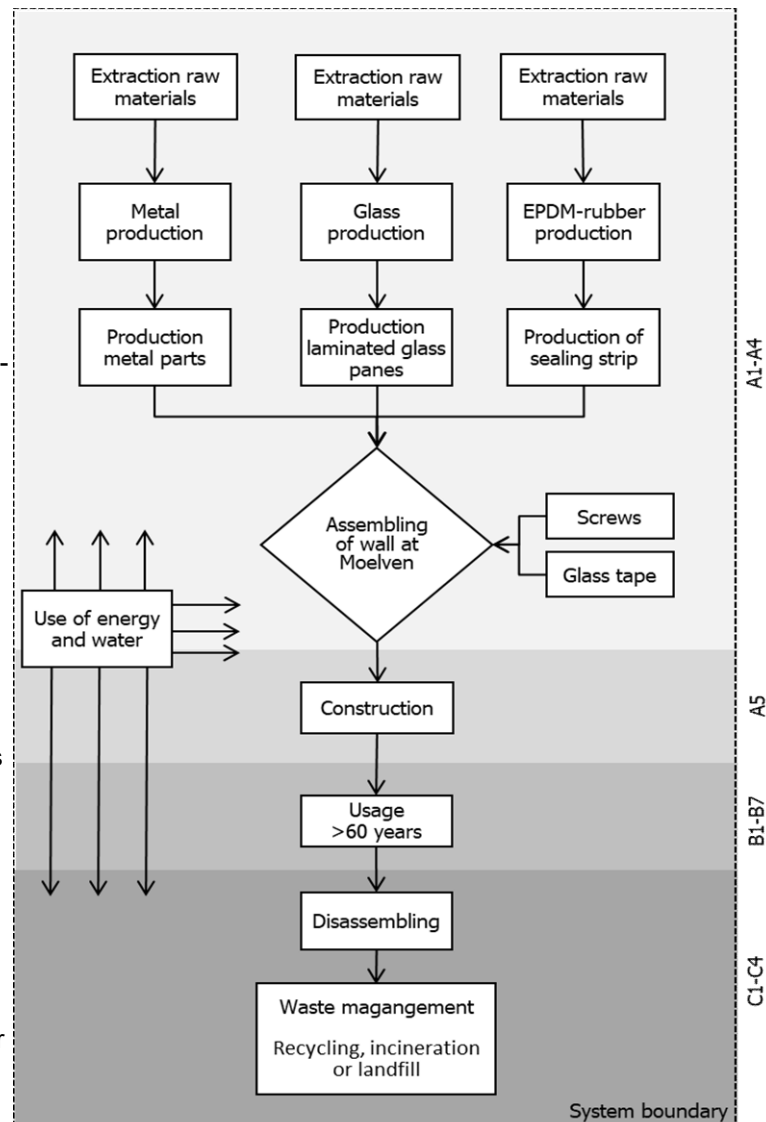 Extraction raw
materials
Extraction raw
materials
Extraction raw
materials
Metal
production
Glass
production
EPDM-rubber
production
Production
metal parts
Production
laminated glass
panes
Production of
sealing strip
A1-A4
Assembling
of wall at
Moelven
Screws
Glass tape
Use of energy
and water
Construction
A5
Usage
>60 years
B1-B7
Disassembling
Waste magangement
Recycling, incineration
or landfill
C1-C4
System boundary